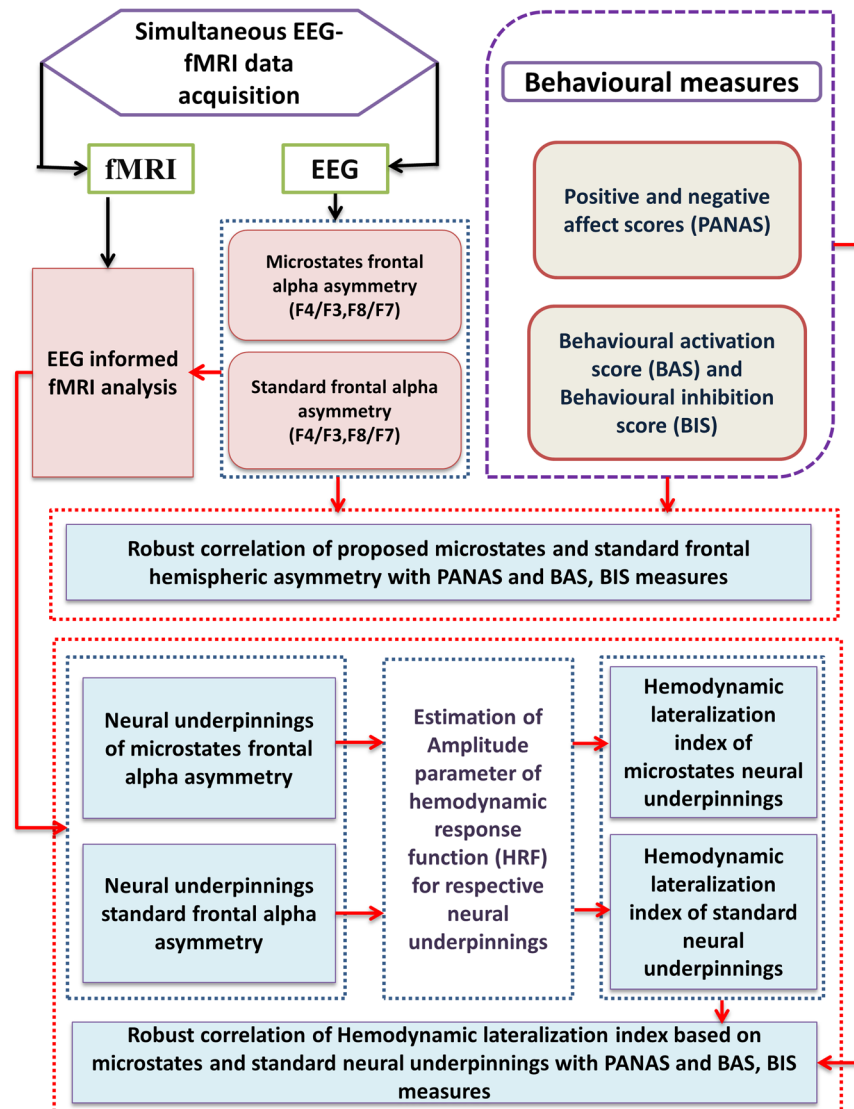 Simultaneous EEG-
fMRI data
acquisition
fMRI
EEG
Behavioural measures
Positive and negative
affect scores (PANAS)
Behavioural activation
score (BAS) and
Behavioural inhibition
score (BIS)
Microstates frontal
alpha asymmetry
(F4/F3,F8/F7)
Standard frontal alpha
asymmetry
(F4/F3,F8/F7)
EEG informed
fMRI analysis
Robust correlation of proposed microstates and standard frontal
hemispheric asymmetry with PANAS and BAS, BIS measures
Neural underpinnings
of microstates frontal
alpha asymmetry
Neural underpinnings
standard frontal alpha
asymmetry
Estimation of
Amplitude
parameter of
hemodynamic
response
function (HRF)
for respective
neural
underpinnings
Hemodynamic
lateralization
index of
microstates neural
underpinnings
Hemodynamic
lateralization
index of standard
neural
underpinnings
Robust correlation of Hemodynamic lateralization index based on
microstates and standard neural underpinnings with PANAS and BAS, BIS
measures